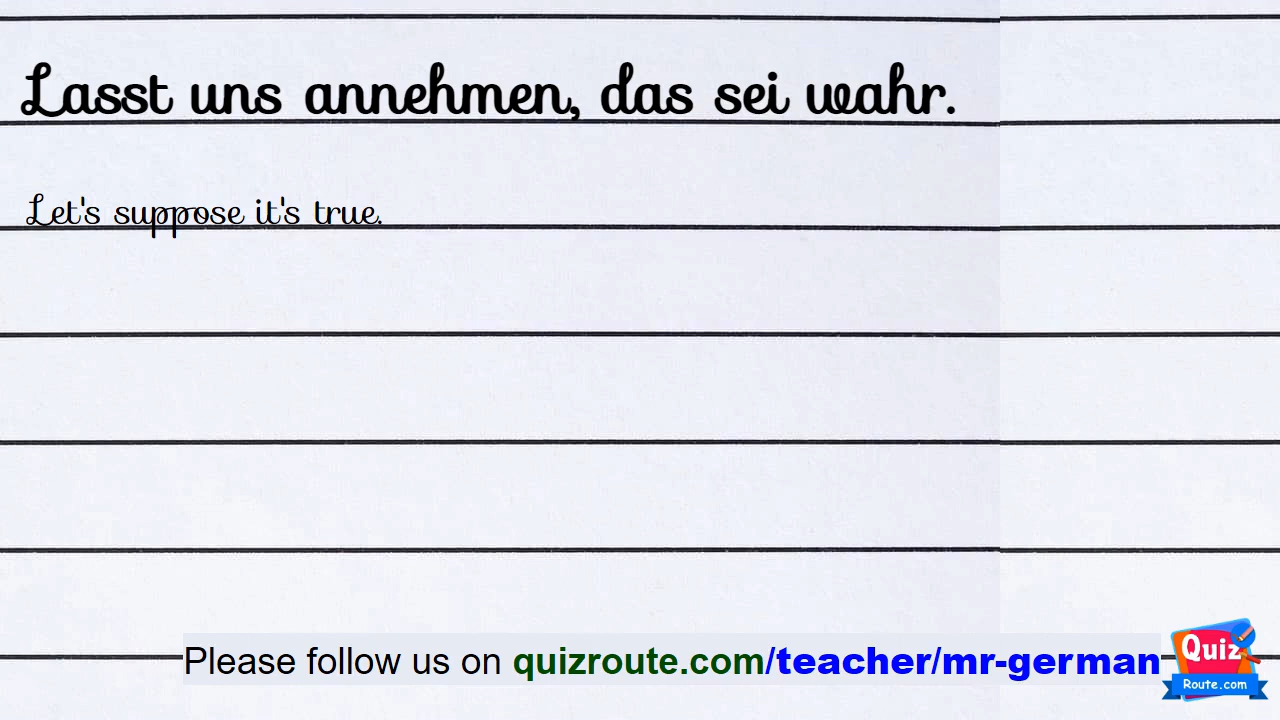 Lasst uns annehmen, das sei wahr.
Let's suppose it's true.
Please follow us on quizroute.com/teacher/mr-german
Quiz
Route.com